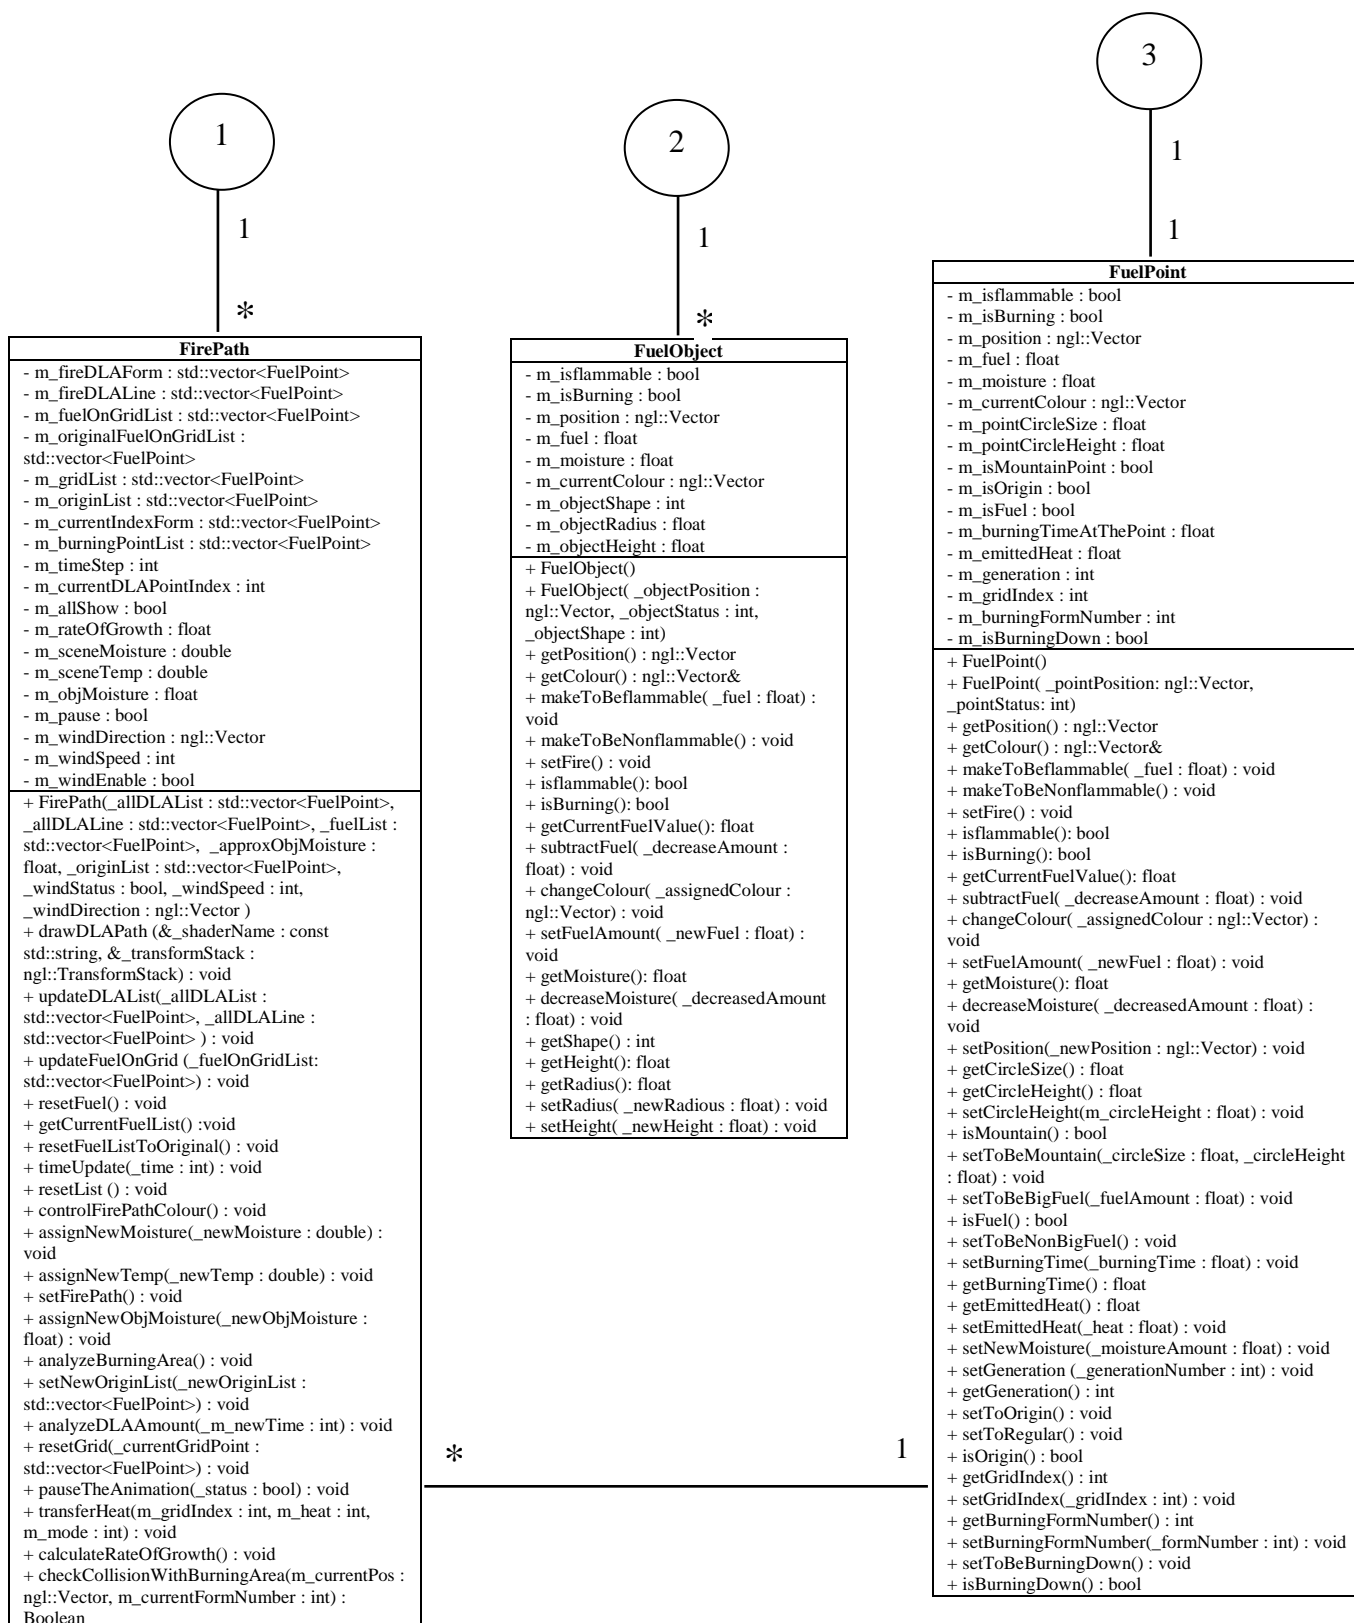 1
1
*
FirePath
- m_fireDLAForm : std::vector<FuelPoint>
- m_fireDLALine : std::vector<FuelPoint>
- m_fuelOnGridList : std::vector<FuelPoint>
- m_originalFuelOnGridList :
std::vector<FuelPoint>
- m_gridList : std::vector<FuelPoint>
- m_originList : std::vector<FuelPoint>
- m_currentIndexForm : std::vector<FuelPoint>
- m_burningPointList : std::vector<FuelPoint>
- m_timeStep : int
- m_currentDLAPointIndex : int
- m_allShow : bool
- m_rateOfGrowth : float
- m_sceneMoisture : double
- m_sceneTemp : double
- m_objMoisture : float
- m_pause : bool
- m_windDirection : ngl::Vector
- m_windSpeed : int
- m_windEnable : bool
+ FirePath(_allDLAList : std::vector<FuelPoint>,
_allDLALine : std::vector<FuelPoint>, _fuelList :
std::vector<FuelPoint>, _approxObjMoisture :
float, _originList : std::vector<FuelPoint>,
_windStatus : bool, _windSpeed : int,
_windDirection : ngl::Vector )
+ drawDLAPath (&_shaderName : const
std::string, &_transformStack :
ngl::TransformStack) : void
+ updateDLAList(_allDLAList :
std::vector<FuelPoint>, _allDLALine :
std::vector<FuelPoint> ) : void
+ updateFuelOnGrid (_fuelOnGridList:
std::vector<FuelPoint>) : void
+ resetFuel() : void
+ getCurrentFuelList() :void
+ resetFuelListToOriginal() : void
+ timeUpdate(_time : int) : void
+ resetList () : void
+ controlFirePathColour() : void
+ assignNewMoisture(_newMoisture : double) :
void
+ assignNewTemp(_newTemp : double) : void
+ setFirePath() : void
+ assignNewObjMoisture(_newObjMoisture :
float) : void
+ analyzeBurningArea() : void
+ setNewOriginList(_newOriginList :
std::vector<FuelPoint>) : void
+ analyzeDLAAmount(_m_newTime : int) : void
+ resetGrid(_currentGridPoint :
std::vector<FuelPoint>) : void
+ pauseTheAnimation(_status : bool) : void
+ transferHeat(m_gridIndex : int, m_heat : int,
m_mode : int) : void
+ calculateRateOfGrowth() : void
+ checkCollisionWithBurningArea(m_currentPos :
ngl::Vector, m_currentFormNumber : int) :
Boolean
2
1
*
FuelObject
- m_isflammable : bool
- m_isBurning : bool
- m_position : ngl::Vector
- m_fuel : float
- m_moisture : float
- m_currentColour : ngl::Vector
- m_objectShape : int
- m_objectRadius : float
- m_objectHeight : float
+ FuelObject()
+ FuelObject( _objectPosition :
ngl::Vector, _objectStatus : int,
_objectShape : int)
+ getPosition() : ngl::Vector
+ getColour() : ngl::Vector&
+ makeToBeflammable( _fuel : float) :
void
+ makeToBeNonflammable() : void
+ setFire() : void
+ isflammable(): bool
+ isBurning(): bool
+ getCurrentFuelValue(): float
+ subtractFuel( _decreaseAmount :
float) : void
+ changeColour( _assignedColour :
ngl::Vector) : void
+ setFuelAmount( _newFuel : float) :
void
+ getMoisture(): float
+ decreaseMoisture( _decreasedAmount
: float) : void
+ getShape() : int
+ getHeight(): float
+ getRadius(): float
+ setRadius( _newRadious : float) : void
+ setHeight( _newHeight : float) : void
3
1
1
FuelPoint
- m_isflammable : bool
- m_isBurning : bool
- m_position : ngl::Vector
- m_fuel : float
- m_moisture : float
- m_currentColour : ngl::Vector
- m_pointCircleSize : float
- m_pointCircleHeight : float
- m_isMountainPoint : bool
- m_isOrigin : bool
- m_isFuel : bool
- m_burningTimeAtThePoint : float
- m_emittedHeat : float
- m_generation : int
- m_gridIndex : int
- m_burningFormNumber : int
- m_isBurningDown : bool
+ FuelPoint()
+ FuelPoint( _pointPosition: ngl::Vector,
_pointStatus: int)
+ getPosition() : ngl::Vector
+ getColour() : ngl::Vector&
+ makeToBeflammable( _fuel : float) : void
+ makeToBeNonflammable() : void
+ setFire() : void
+ isflammable(): bool
+ isBurning(): bool
+ getCurrentFuelValue(): float
+ subtractFuel( _decreaseAmount : float) : void
+ changeColour( _assignedColour : ngl::Vector) :
void
+ setFuelAmount( _newFuel : float) : void
+ getMoisture(): float
+ decreaseMoisture( _decreasedAmount : float) :
void
+ setPosition(_newPosition : ngl::Vector) : void
+ getCircleSize() : float
+ getCircleHeight() : float
+ setCircleHeight(m_circleHeight : float) : void
+ isMountain() : bool
+ setToBeMountain(_circleSize : float, _circleHeight
: float) : void
+ setToBeBigFuel(_fuelAmount : float) : void
+ isFuel() : bool
+ setToBeNonBigFuel() : void
+ setBurningTime(_burningTime : float) : void
+ getBurningTime() : float
+ getEmittedHeat() : float
+ setEmittedHeat(_heat : float) : void
+ setNewMoisture(_moistureAmount : float) : void
+ setGeneration (_generationNumber : int) : void
+ getGeneration() : int
+ setToOrigin() : void
+ setToRegular() : void
+ isOrigin() : bool
+ getGridIndex() : int
+ setGridIndex(_gridIndex : int) : void
+ getBurningFormNumber() : int
+ setBurningFormNumber(_formNumber : int) : void
+ setToBeBurningDown() : void
+ isBurningDown() : bool
*
1